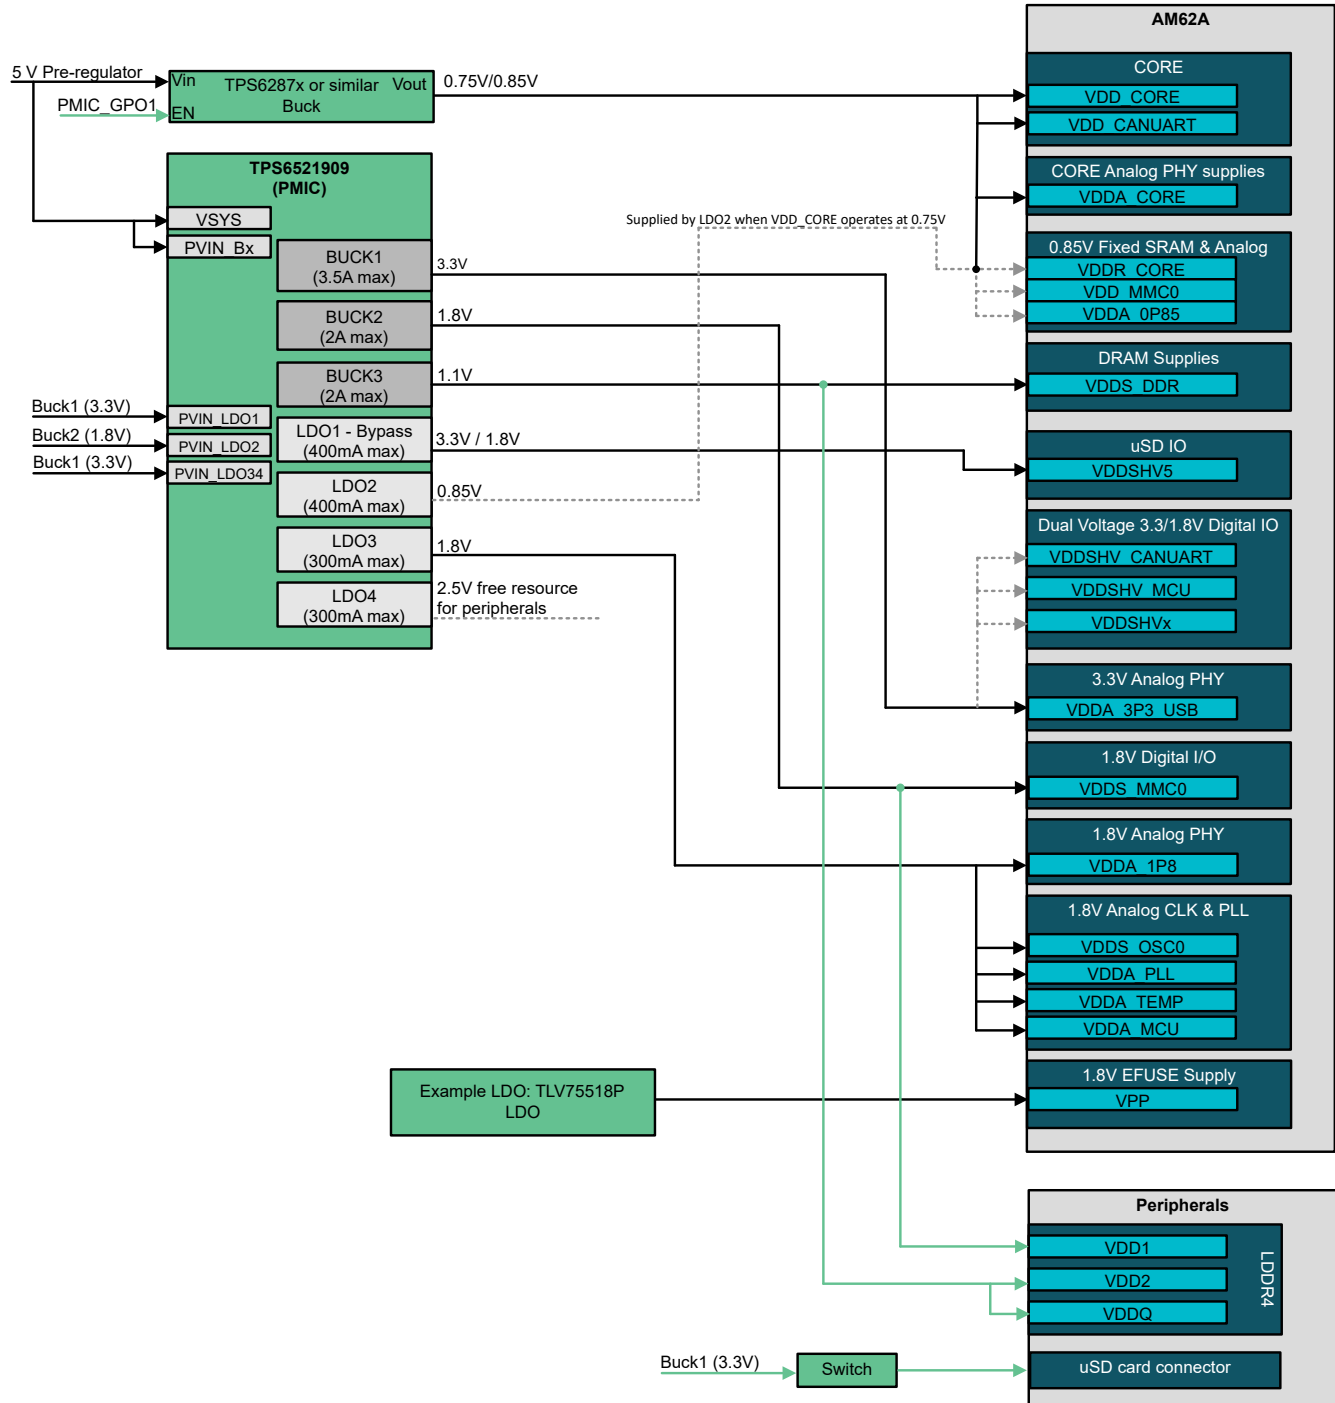 AM62A
5 V Pre-regulator
Vin
TPS6287x or similar
Buck
Vout
0.75V/0.85V
PMIC_GPO1
EN
CORE
VDD_CORE
VDD_CANUART
TPS6521909
(PMIC)
CORE Analog PHY supplies
VDDA_CORE
VSYS
PVIN_Bx
Supplied by LDO2 when VDD_CORE operates at 0.75V
BUCK1
(3.5A max)
3.3V
0.85V Fixed SRAM & Analog
VDDR_CORE
VDD_MMC0
VDDA_0P85
BUCK2
(2A max)
1.8V
BUCK3
(2A max)
1.1V
DRAM Supplies
VDDS_DDR
Buck1 (3.3V)
PVIN_LDO1
Buck2 (1.8V)
PVIN_LDO2
Buck1 (3.3V)
PVIN_LDO34
LDO1 - Bypass
(400mA max)
3.3V / 1.8V
uSD IO
VDDSHV5
LDO2
(400mA max)
0.85V
LDO3
(300mA max)
1.8V
Dual Voltage 3.3/1.8V Digital IO
VDDSHV_CANUART
VDDSHV_MCU
VDDSHVx
LDO4
(300mA max)
2.5V free resource
for peripherals
3.3V Analog PHY
VDDA_3P3_USB
1.8V Digital I/O
VDDS_MMC0
1.8V Analog PHY
VDDA_1P8
1.8V Analog CLK & PLL
VDDS_OSC0
VDDA_PLL
VDDA_TEMP
VDDA_MCU
Example LDO: TLV75518P
LDO
1.8V EFUSE Supply
VPP
Peripherals
VDD1
VDD2
VDDQ
LDDR4
Buck1 (3.3V)
Switch
uSD card connector